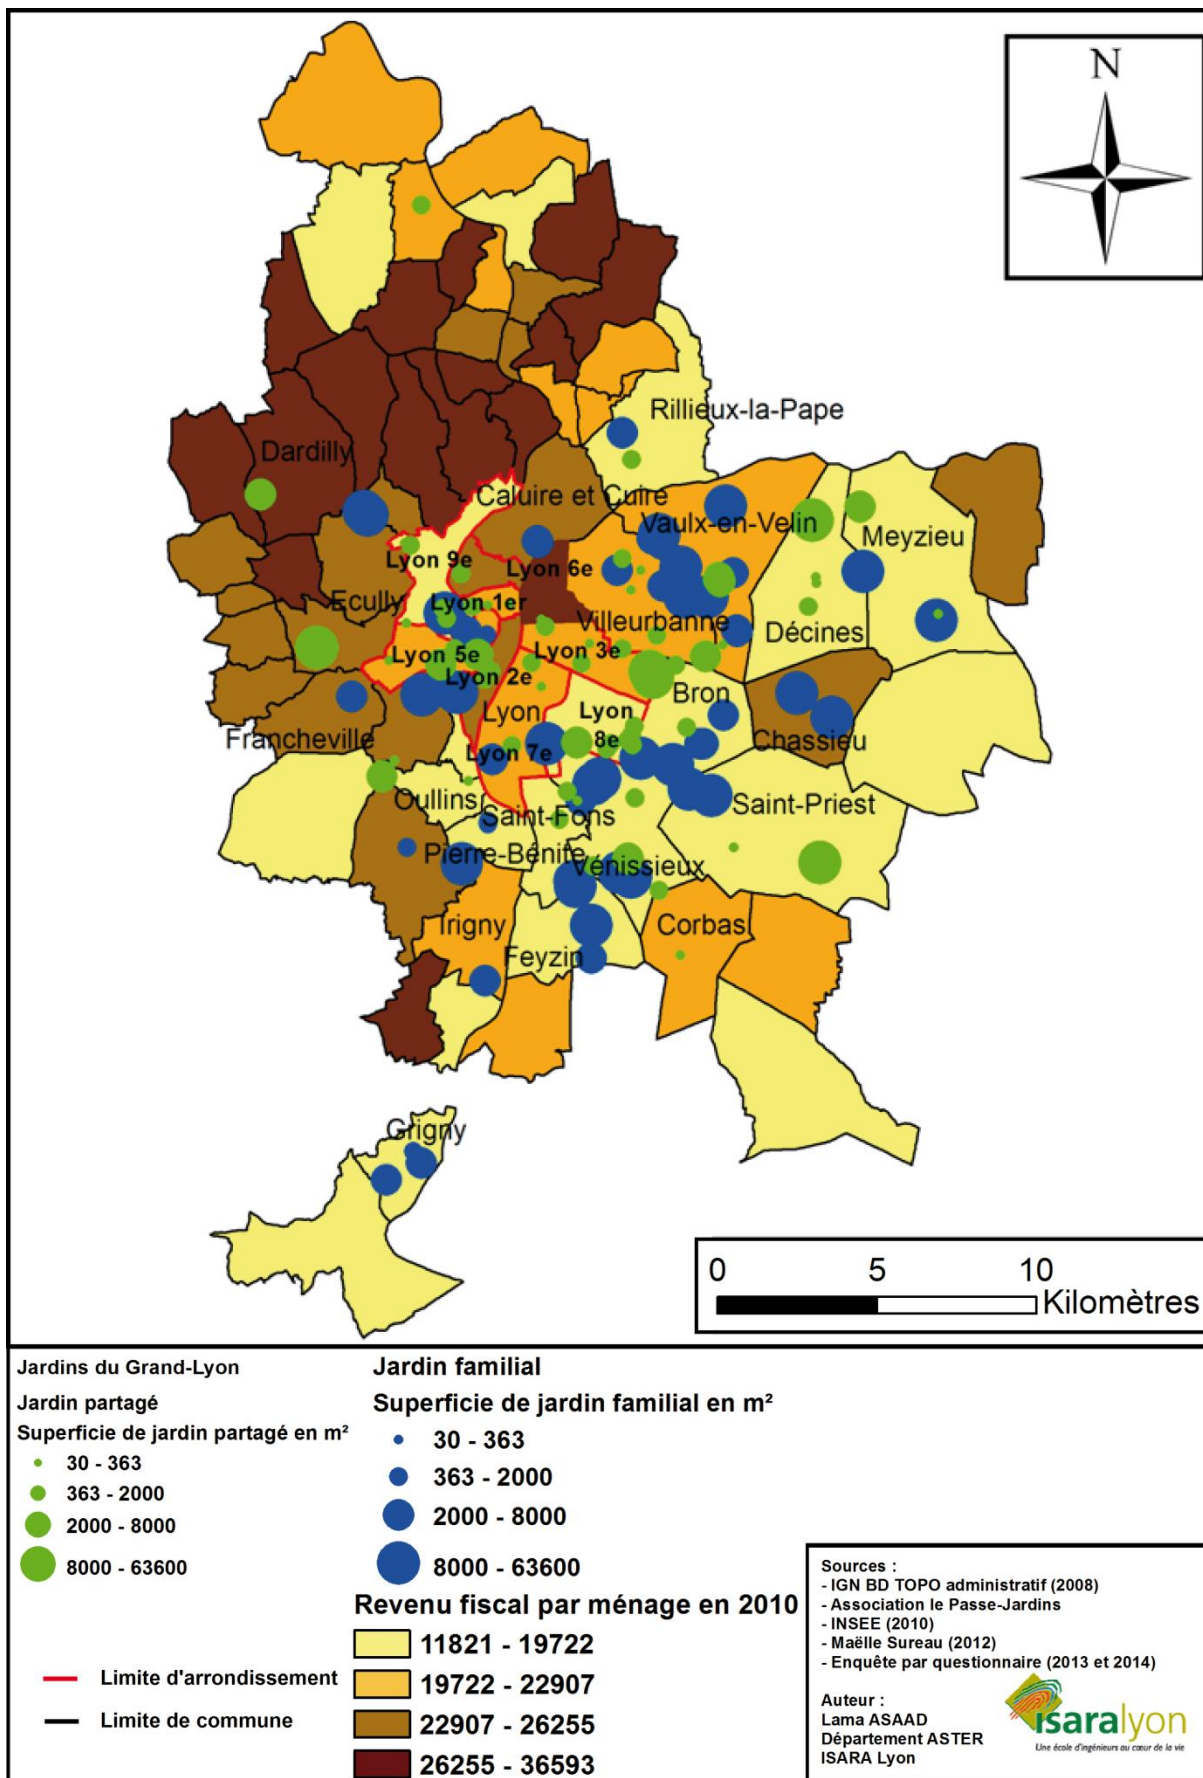 N
Rillieux-la-Pape
Dardilly
Caluire et Cuire
Vaulx-en-Velin
Meyzieu
Lyon 9e
Lyon 6e
Ecully
Lyon 1er
Villeurbanne
Décines
Lyon 5e
Lyon 3e
Lyon 2e
Bron
Lyon
Lyon
8e
Francheville
Chassieu
Lyon 7e
Oullins
Saint-Priest
Saint-Fons
Pierre-Bénite
Vénissieux
Irigny
Corbas
Feyzin
Grigny
0 5 10
Kilomètres
Jardins du Grand-Lyon
Jardin partagé
Superficie de jardin partagé en m²
30 - 363
363 - 2000
2000 - 8000
8000 - 63600
Jardin familial
Superficie de jardin familial en m²
30 - 363
363 - 2000
2000 - 8000
8000 - 63600
Revenu fiscal par ménage en 2010
11821 - 19722
19722 - 22907
22907 - 26255
26255 - 36593
Limite d'arrondissement
Limite de commune
Sources :
- IGN BD TOPO administratif (2008)
- Association le Passe-Jardins
- INSEE (2010)
- Maëlle Sureau (2012)
- Enquête par questionnaire (2013 et 2014)
Auteur :
Lama ASAAD
Département ASTER
ISARA Lyon
isaralyon
Une école d'ingénieurs au cœur de la vie